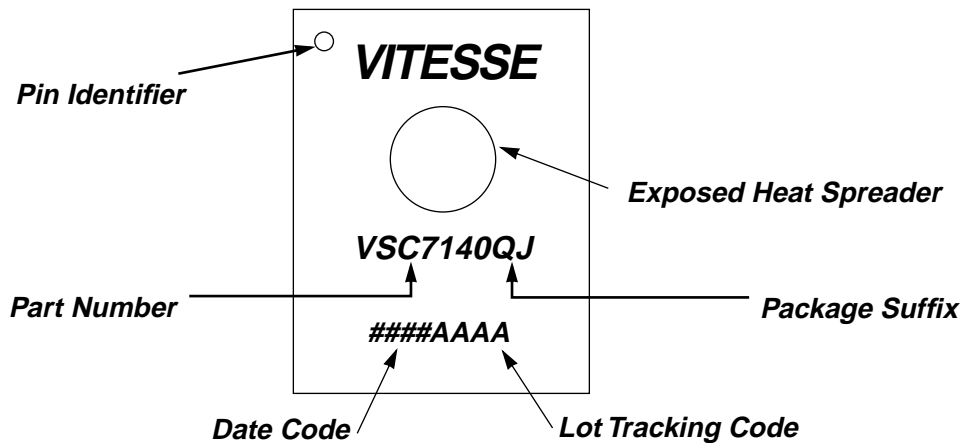 VITESSE
Pin Identifier
Exposed Heat Spreader
VSC7140QJ
Part Number
Package Suffix
####AAAA
Date Code
Lot Tracking Code